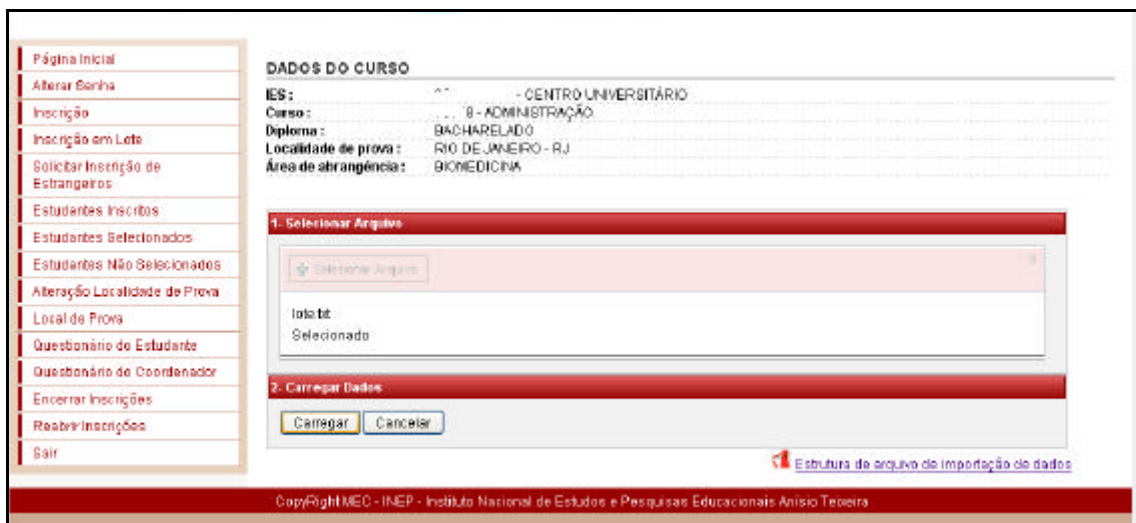 Página Inicial
Alterar Senha
Inscrição
Inscrição em Lote
Solicitar Inscrição de
Estrangeiros
Estudantes Inscritos
Estudantes Selecionados
Estudantes Não Selecionados
Alteração Localidade de Prova
Local de Prova
Questionário do Estudante
Questionário do Coordenador
Encerrar Inscrições
Reabrir Inscrições
Sair
DADOS DO CURSO
IES : - CENTRO UNIVERSITÁRIO
Curso : - ADMINISTRAÇÃO
Diploma : BACHARELADO
Localidade de prova : RIO DE JANEIRO - RJ
Área de abrangência : BIOMEDICINA
1- Selecionar Arquivo
Selecionar Arquivo
lote.txt
Selecionado
2- Carregar Dados
Carregar Cancelar
Estrutura de arquivo de importação de dados
CopyRight MEC - INEP - Instituto Nacional de Estudos e Pesquisas Educacionais Anísio Teixeira